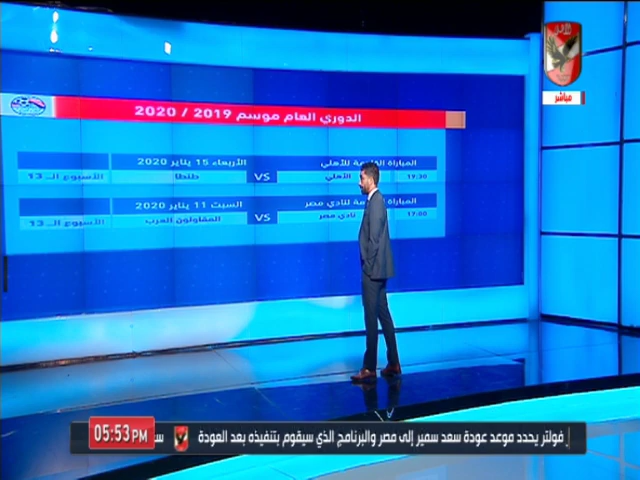 مباشر
الدوري العام موسم 2019 / 2020
المباراة القادمة للأهلي الأربعاء 15 يناير 2020
19:30 الأهلي VS طنطا الأسبوع الـ 13
المباراة القادمة لنادي مصر السبت 11 يناير 2020
17:00 نادي مصر VS المقاولون العرب الأسبوع الـ 13
فولتر يحدد موعد عودة سعد سمير إلى مصر والبرنامج الذي سيقوم بتنفيذه بعد العودة
05:53 PM